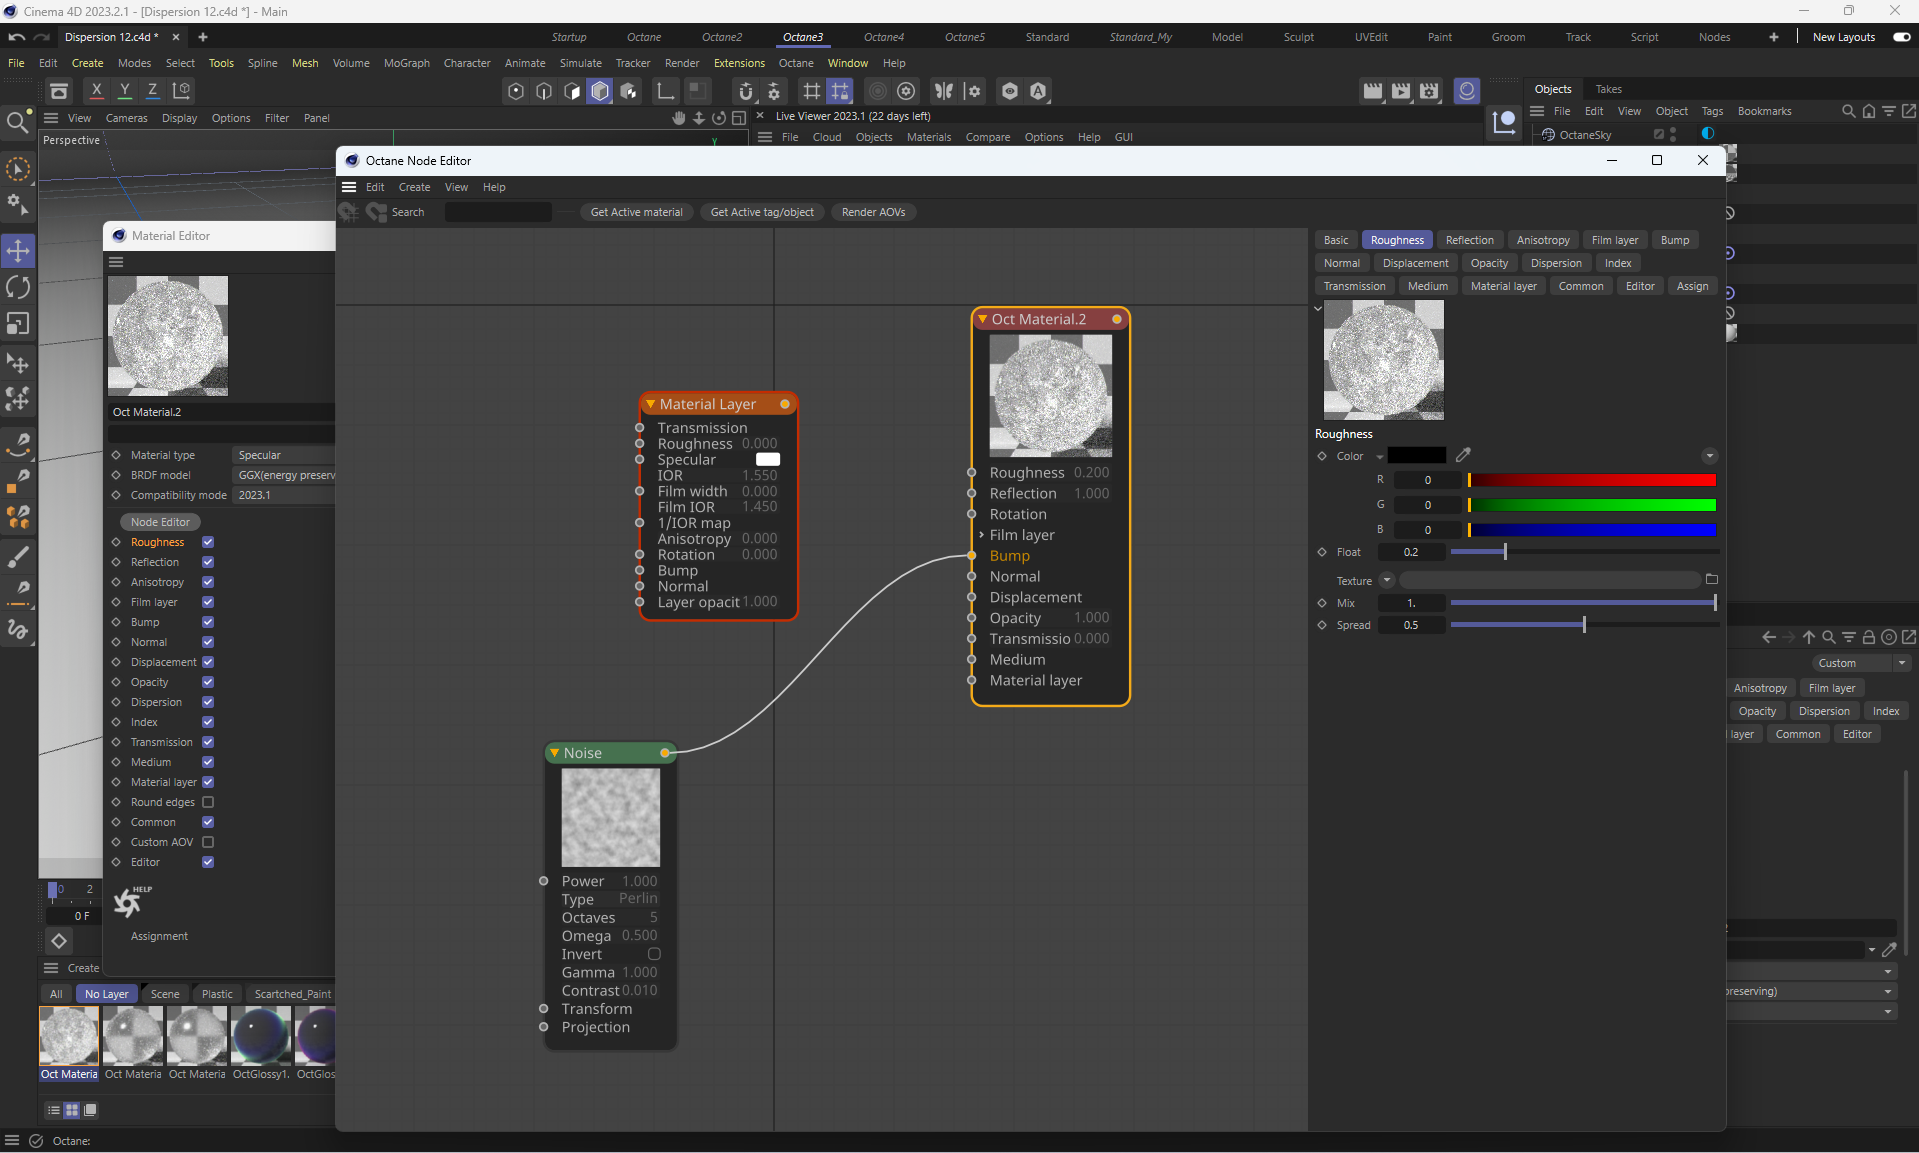 Cinema 4D 2023.2.1 - [Dispersion 12.c4d *] - Main
Dispersion 12.c4d *
Startup Octane Octane2 Octane3 Octane4 Octane5 Standard Standard_My Model Sculpt UVEdit Paint Groom Track Script Nodes New Layouts
File Edit Create Modes Select Tools Spline Mesh Volume MoGraph Character Animate Simulate Tracker Render Extensions Octane Window Help
X Y Z
Objects Takes
View Cameras Display Options Filter Panel
Live Viewer 2023.1 (22 days left)
File Edit View Object Tags Bookmarks
Perspective
Y
File Cloud Objects Materials Compare Options Help GUI
OctaneSky
Octane Node Editor
Edit Create View Help
Search Get Active material Get Active tag/object Render AOVs
Material Editor
Oct Material.2
Material type Specular
BRDF model GGX(energy preserv
Compatibility mode 2023.1
Node Editor
Roughness
Reflection
Anisotropy
Film layer
Bump
Normal
Displacement
Opacity
Dispersion
Index
Transmission
Medium
Material layer
Round edges
Common
Custom AOV
Editor
HELP
Assignment
0 2
0 F
Create
All No Layer Scene Plastic Scartched_Paint
Oct Materia Oct Materia Oct Materia OctGlossy1. OctGlos
Octane:
Material Layer
Transmission
Roughness 0.000
Specular
IOR 1.550
Film width 0.000
Film IOR 1.450
1/IOR map
Anisotropy 0.000
Rotation 0.000
Bump
Normal
Layer opacit 1.000
Noise
Power 1.000
Type Perlin
Octaves 5
Omega 0.500
Invert
Gamma 1.000
Contrast 0.010
Transform
Projection
Oct Material.2
Roughness 0.200
Reflection 1.000
Rotation
Film layer
Bump
Normal
Displacement
Opacity 1.000
Transmissio 0.000
Medium
Material layer
Basic Roughness Reflection Anisotropy Film layer Bump
Normal Displacement Opacity Dispersion Index
Transmission Medium Material layer Common Editor Assign
Roughness
Color
R 0
G 0
B 0
Float 0.2
Texture
Mix 1.
Spread 0.5
Custom
Anisotropy Film layer
Opacity Dispersion Index
layer Common Editor
reserving)